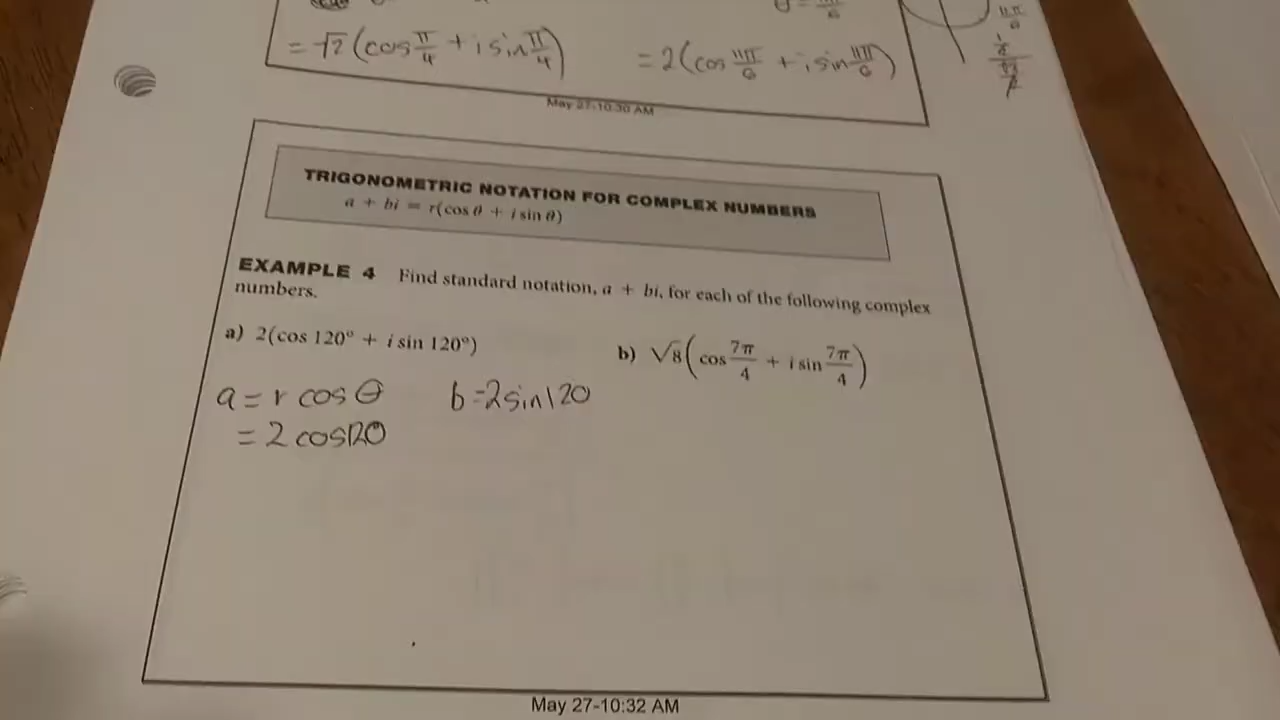 = √2 (cos π/4 + i sin π/4)
= 2(cos 11π/6 + i sin 11π/6)
May 27-10:30 AM
TRIGONOMETRIC NOTATION FOR COMPLEX NUMBERS
a + bi = r(cos θ + i sin θ)
EXAMPLE 4 Find standard notation, a + bi, for each of the following complex
numbers.
a) 2(cos 120° + i sin 120°)
b) √8(cos 7π/4 + i sin 7π/4)
a = r cos θ
b = 2 sin 120
= 2 cos 120
May 27-10:32 AM